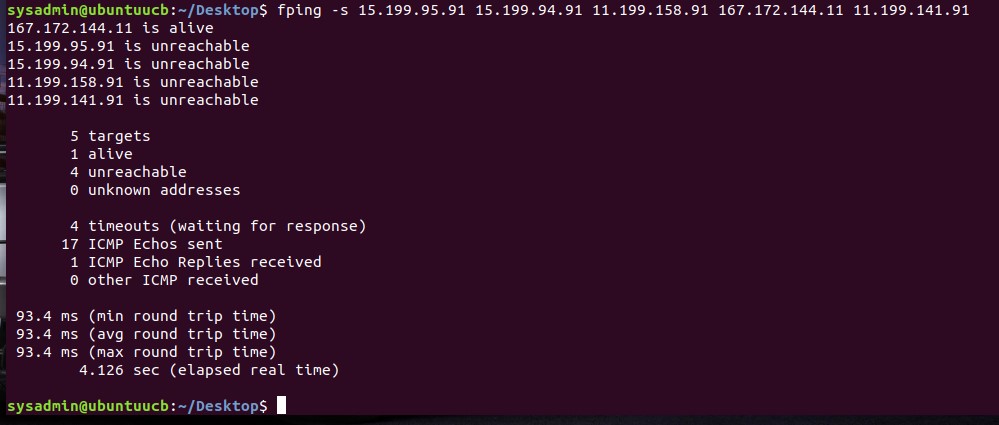 sysadmin@ubuntuucb:~/Desktop$ fping -s 15.199.95.91 15.199.94.91 11.199.158.91 167.172.144.11 11.199.141.91
167.172.144.11 is alive
15.199.95.91 is unreachable
15.199.94.91 is unreachable
11.199.158.91 is unreachable
11.199.141.91 is unreachable
5 targets
1 alive
4 unreachable
0 unknown addresses
4 timeouts (waiting for response)
17 ICMP Echos sent
1 ICMP Echo Replies received
0 other ICMP received
93.4 ms (min round trip time)
93.4 ms (avg round trip time)
93.4 ms (max round trip time)
4.126 sec (elapsed real time)
sysadmin@ubuntuucb:~/Desktop$